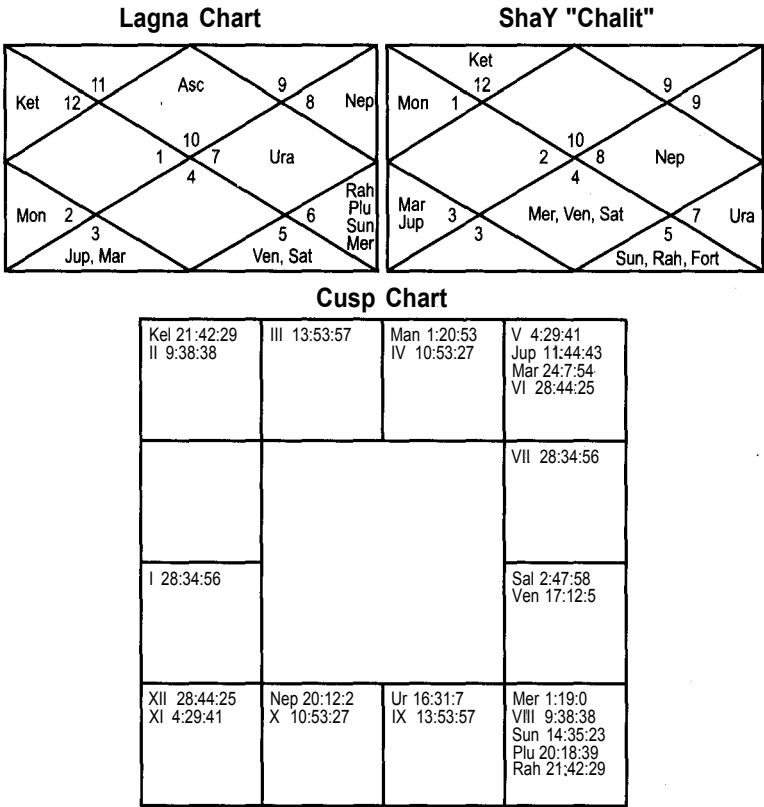 Lagna Chart
Asc
Ket 12
11
9
8 Nep
10
1 7
4
Ura
Mon 2
3
Jup, Mar
5
Ven, Sat
6
Rah
Plu
Sun
Mer
ShaY "Chalit"
Ket
12
Mon 1
9
9
10
2 8
4
Nep
Mar
Jup
3
3
Mer, Ven, Sat
7 Ura
5
Sun, Rah, Fort
Cusp Chart
Kel 21:42:29
II 9:38:38
III 13:53:57
Man 1:20:53
IV 10:53:27
V 4:29:41
Jup 11:44:43
Mar 24:7:54
VI 28:44:25
VII 28:34:56
I 28:34:56
Sal 2:47:58
Ven 17:12:5
XII 28:44:25
XI 4:29:41
Nep 20:12:2
X 10:53:27
Ur 16:31:7
IX 13:53:57
Mer 1:19:0
VIII 9:38:38
Sun 14:35:23
Plu 20:18:39
Rah 21:42:29